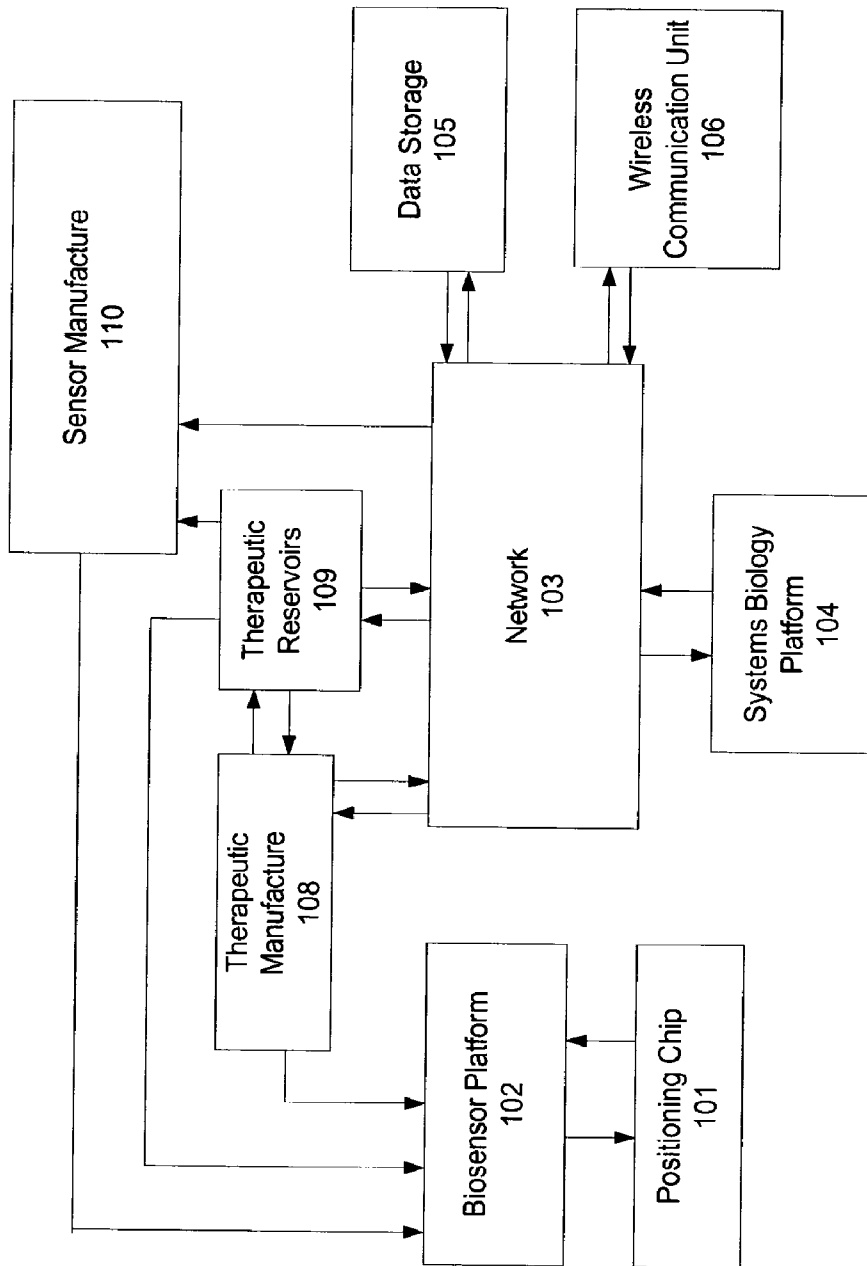 Sensor Manufacture
110
Therapeutic
Reservoirs
109
Therapeutic
Manufacture
108
Biosensor Platform
102
Positioning Chip
101
Network
103
Data Storage
105
Wireless
Communication Unit
106
Systems Biology
Platform
104